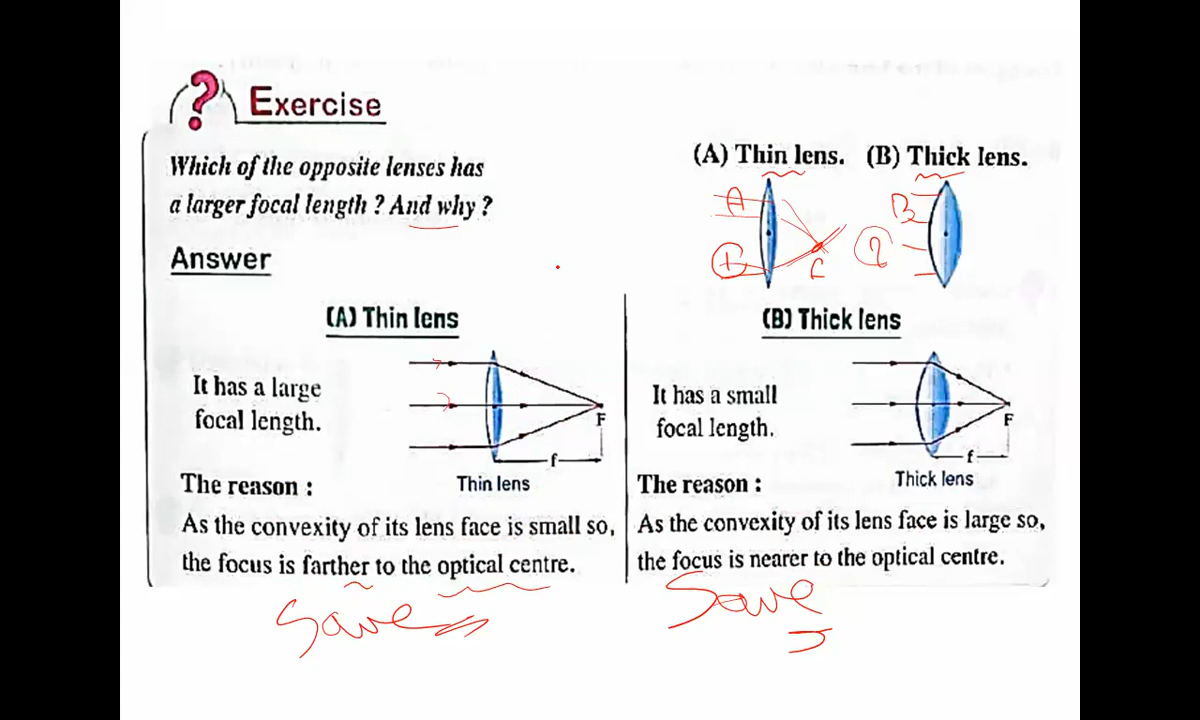 ?
Exercise
Which of the opposite lenses has
a larger focal length ? And why ?
(A) Thin lens. (B) Thick lens.
A
B
F
Answer
(A) Thin lens
It has a large
focal length.
F
f
Thin lens
The reason :
As the convexity of its lens face is small so,
the focus is farther to the optical centre.
Save
(B) Thick lens
It has a small
focal length.
F
f
Thick lens
The reason :
As the convexity of its lens face is large so,
the focus is nearer to the optical centre.
Save